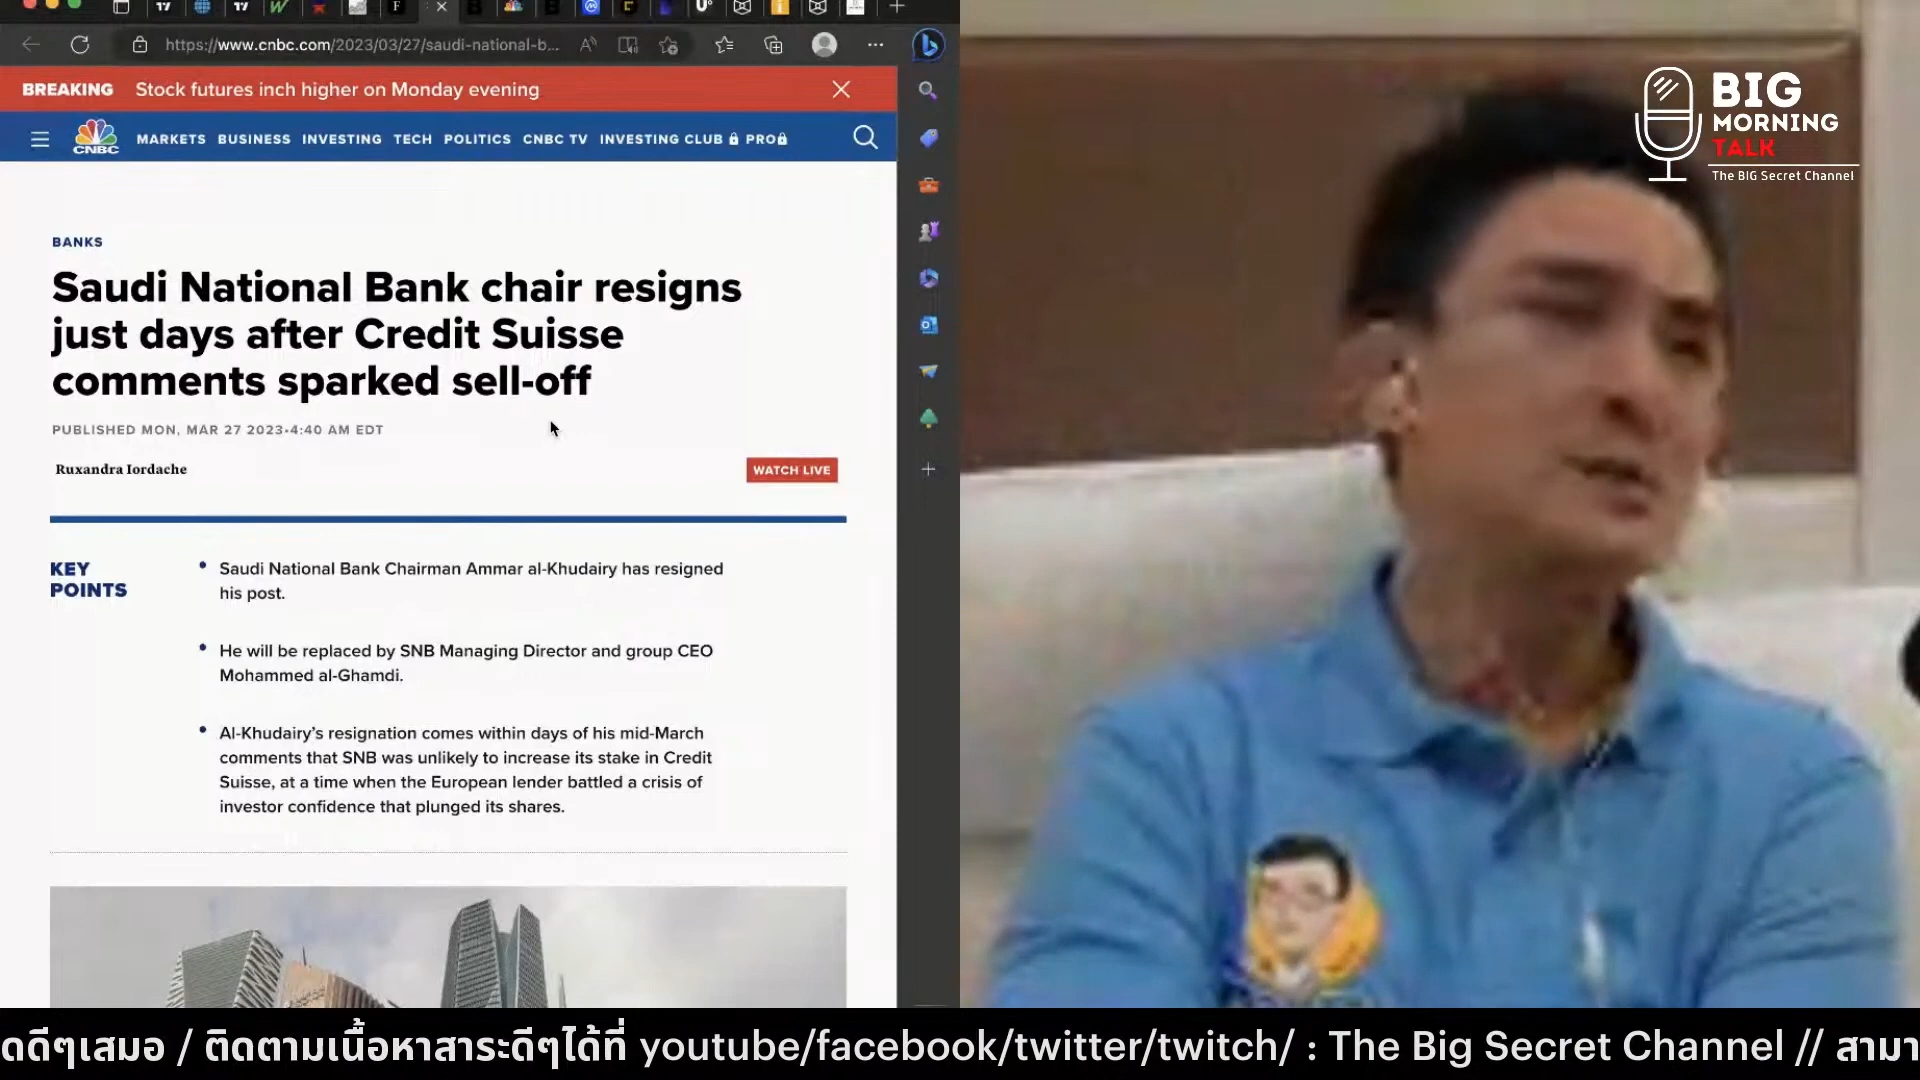 https://www.cnbc.com/2023/03/27/saudi-national-b...
BREAKING Stock futures inch higher on Monday evening
CNBC MARKETS BUSINESS INVESTING TECH POLITICS CNBC TV INVESTING CLUB PRO
BANKS
Saudi National Bank chair resigns
just days after Credit Suisse
comments sparked sell-off
PUBLISHED MON, MAR 27 2023•4:40 AM EDT
Ruxandra Iordache
WATCH LIVE
KEY
POINTS
Saudi National Bank Chairman Ammar al-Khudairy has resigned
his post.
He will be replaced by SNB Managing Director and group CEO
Mohammed al-Ghamdi.
Al-Khudairy's resignation comes within days of his mid-March
comments that SNB was unlikely to increase its stake in Credit
Suisse, at a time when the European lender battled a crisis of
investor confidence that plunged its shares.
BIG
MORNING
TALK
The BIG Secret Channel
ดดีๆเสมอ / ติดตามเนื้อหาสาระดีๆได้ที่ youtube/facebook/twitter/twitch/ : The Big Secret Channel // สามา